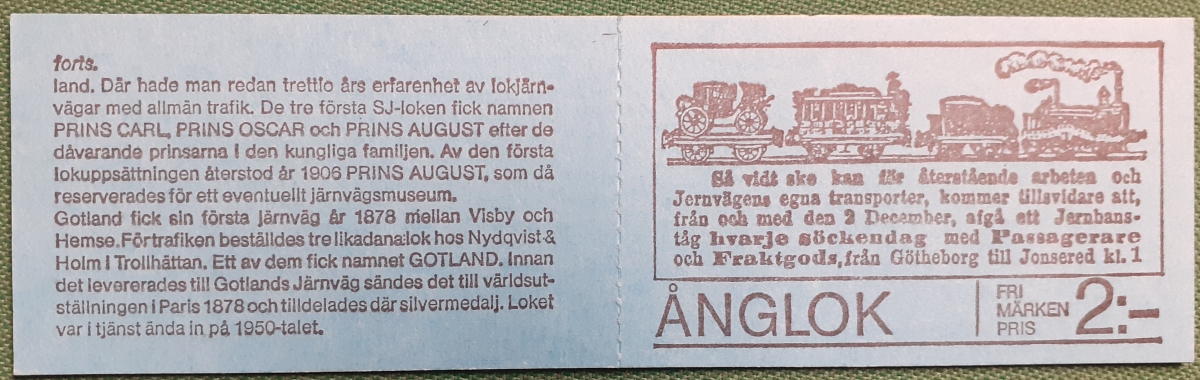 forts.
land. Där hade man redan trettio års erfarenhet av lokjärn-
vägar med allmän trafik. De tre första SJ-loken fick namnen
PRINS CARL, PRINS OSCAR och PRINS AUGUST efter de
dåvarande prinsarna i den kungliga familjen. Av den första
lokuppsättningen återstod år 1906 PRINS AUGUST, som då
reserverades för ett eventuellt järnvägsmuseum.
Gotland fick sin första järnväg år 1878 mellan Visby och
Hemse. För trafiken beställdes tre likadana lok hos Nydqvist &
Holm i Trollhättan. Ett av dem fick namnet GOTLAND. Innan
det levererades till Gotlands Järnväg sändes det till världsut-
ställningen i Paris 1878 och tilldelades där silvermedalj. Loket
var i tjänst ända in på 1950-talet.
Så vidt ske kan för återstående arbeten och
Jernvägens egna transporter, kommer tillsvidare att,
från och med den 2 December, afgå ett Jernbans-
tåg hvarje söckendag med Passagerare
och Fraktgods, från Götheborg till Jonsered kl. 1
ÅNGLOK
FRI
MÄRKEN
PRIS
2:-